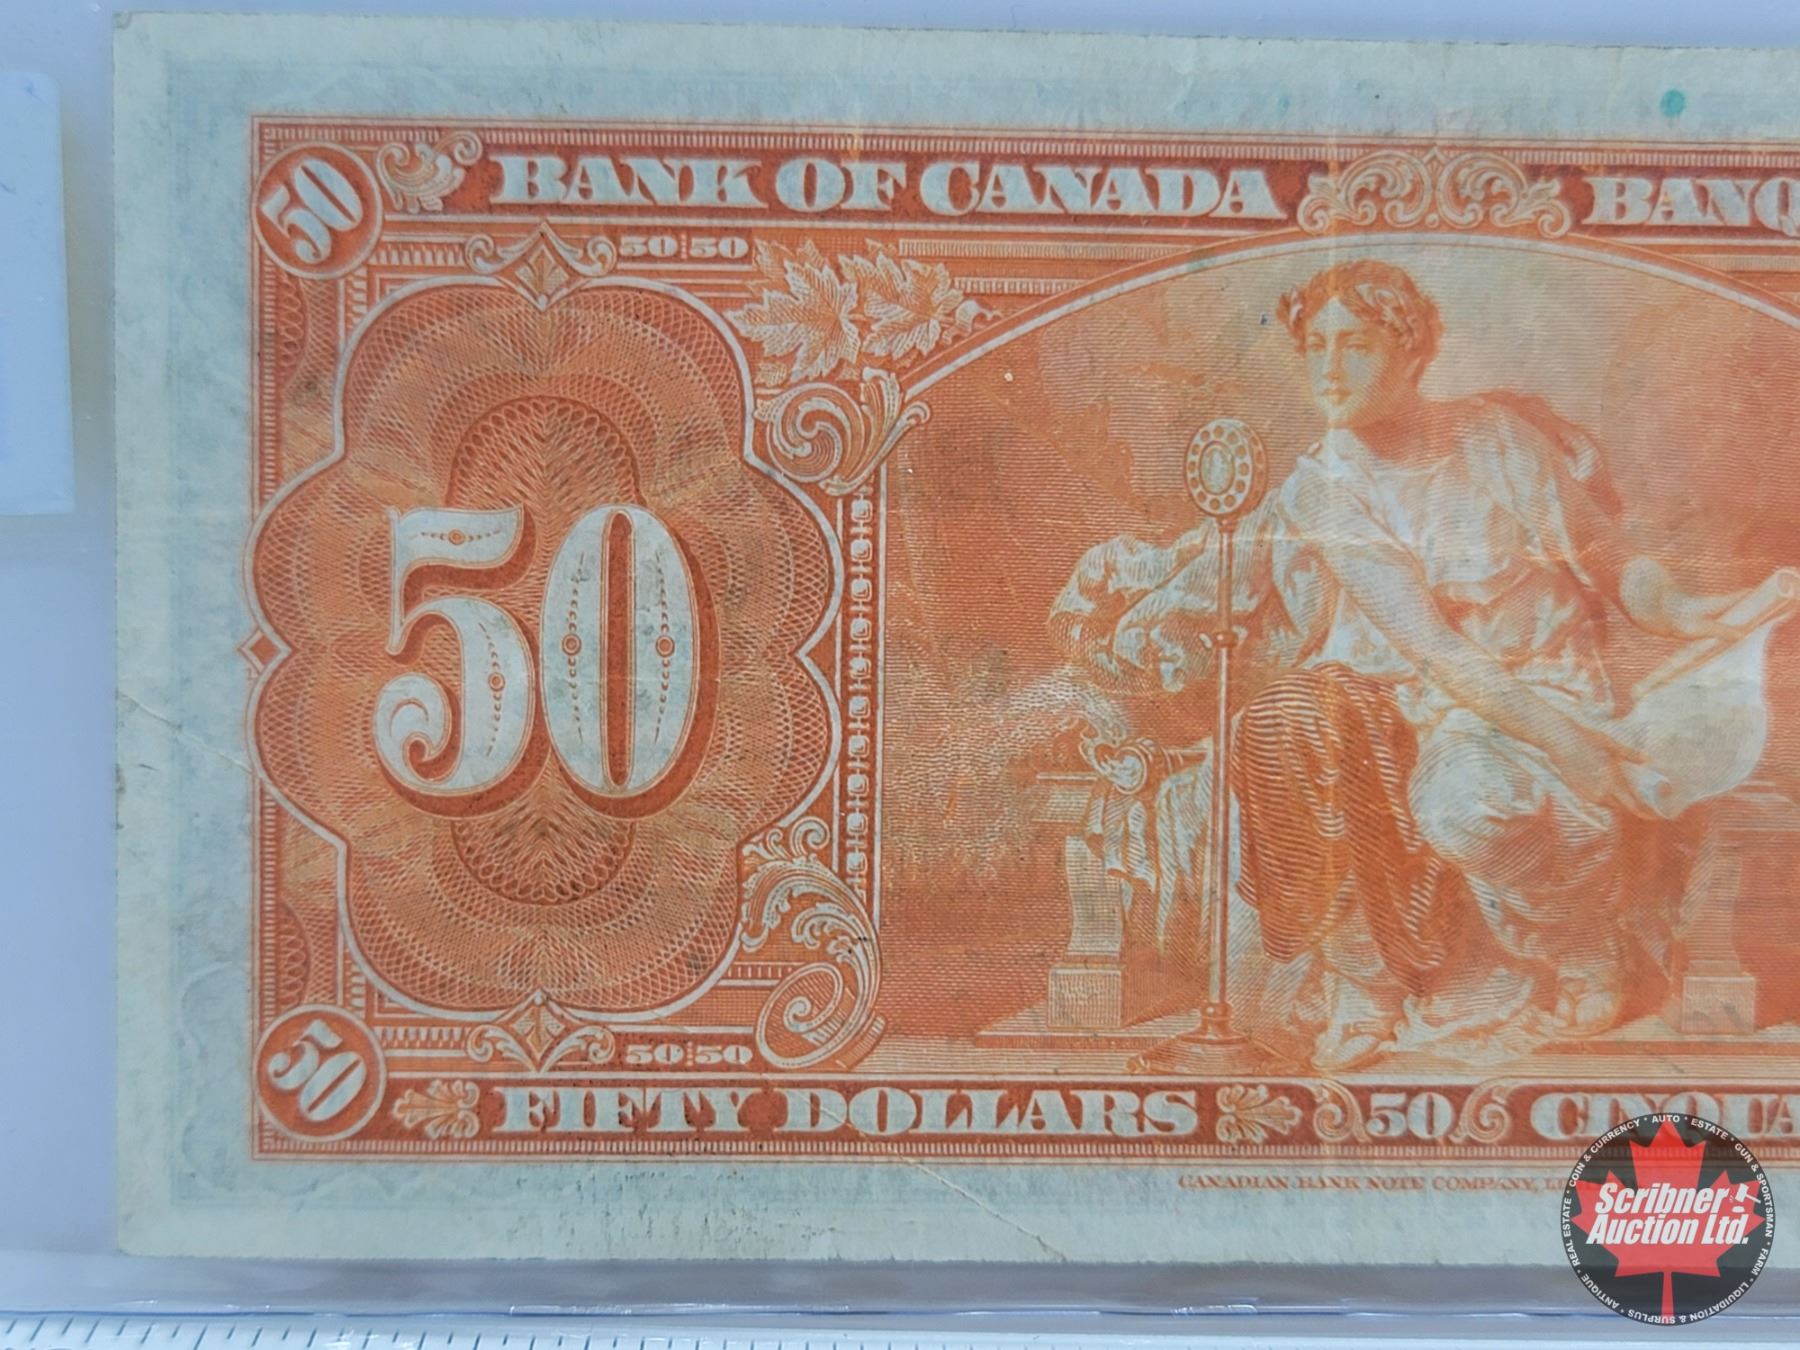 50 BANK OF CANADA BANQ
50 50
50
50 50
50 FIFTY DOLLARS 50 CINQUA
CANADIAN BANK NOTE COMPANY,
COIN & CURRENCY * AUTO * ESTATE * GUN & SPORTSMAN * FARM * LIQUIDATION & SURPLUS * ANTIQUE * REAL ESTATE *
Scribner
Auction Ltd.